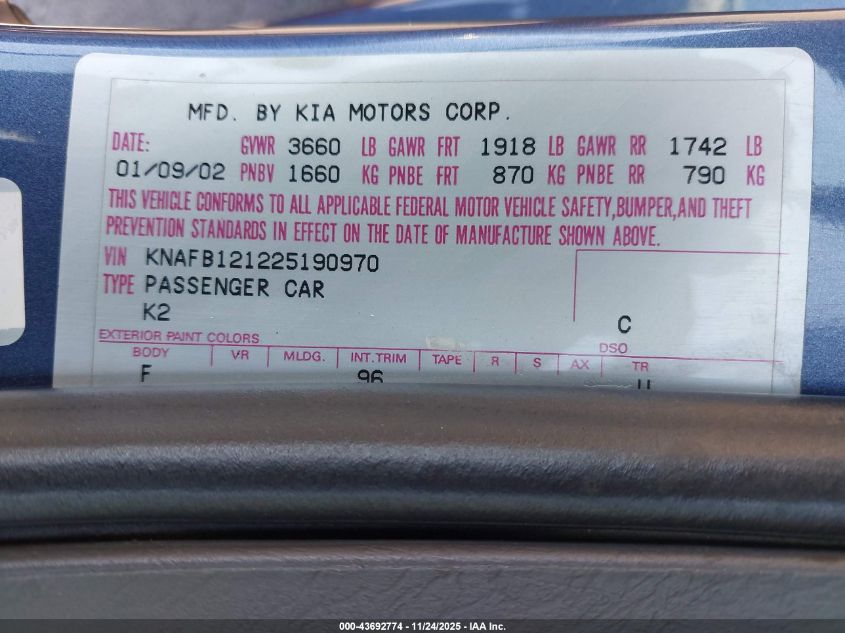 MFD. BY KIA MOTORS CORP.
DATE: GVWR 3660 LB GAWR FRT 1918 LB GAWR RR 1742 LB
01/09/02 PNBV 1660 KG PNBE FRT 870 KG PNBE RR 790 KG
THIS VEHICLE CONFORMS TO ALL APPLICABLE FEDERAL MOTOR VEHICLE SAFETY,BUMPER,AND THEFT
PREVENTION STANDARDS IN EFFECT ON THE DATE OF MANUFACTURE SHOWN ABOVE.
VIN KNAFB121225190970
TYPE PASSENGER CAR
K2
C
EXTERIOR PAINT COLORS DSO
BODY VR MLDG. INT.TRIM TAPE R S AX TR
F 96
000-43692774 - 11/24/2025 - IAA Inc.